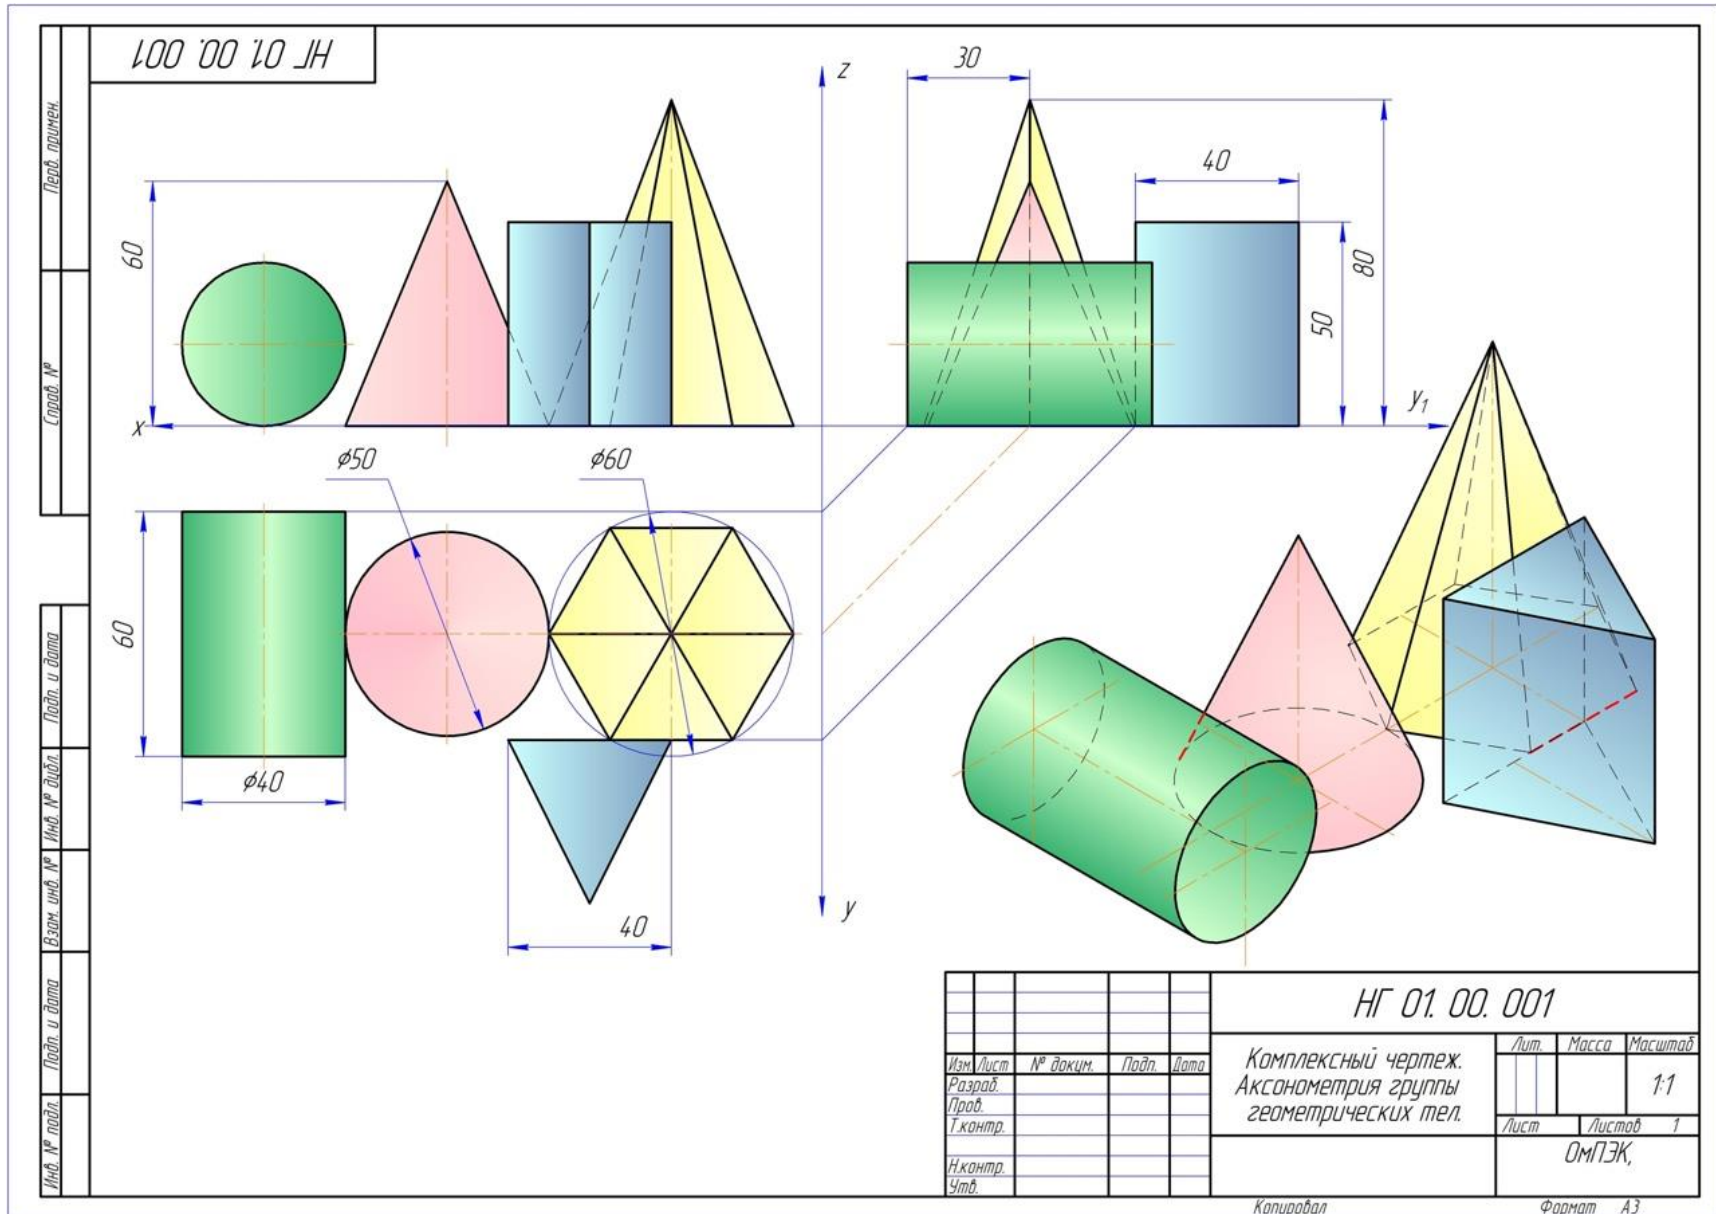 НГ 01. 00. 001
Перв. примен.
Справ. №
Подп. и дата
Инв. № дубл.
Взам. инв. №
Подп. и дата
Инв. № подл.
z
30
40
60
80
50
x
y1
ϕ50
ϕ60
60
ϕ40
40
y
НГ 01. 00. 001
Изм. Лист № докум. Подп. Дата
Разраб.
Пров.
Т.контр.
Н.контр.
Утв.
Комплексный чертеж.
Аксонометрия группы
геометрических тел.
Лит. Масса Масштаб
1:1
Лист Листов 1
ОмПЭК,
Копировал Формат А3